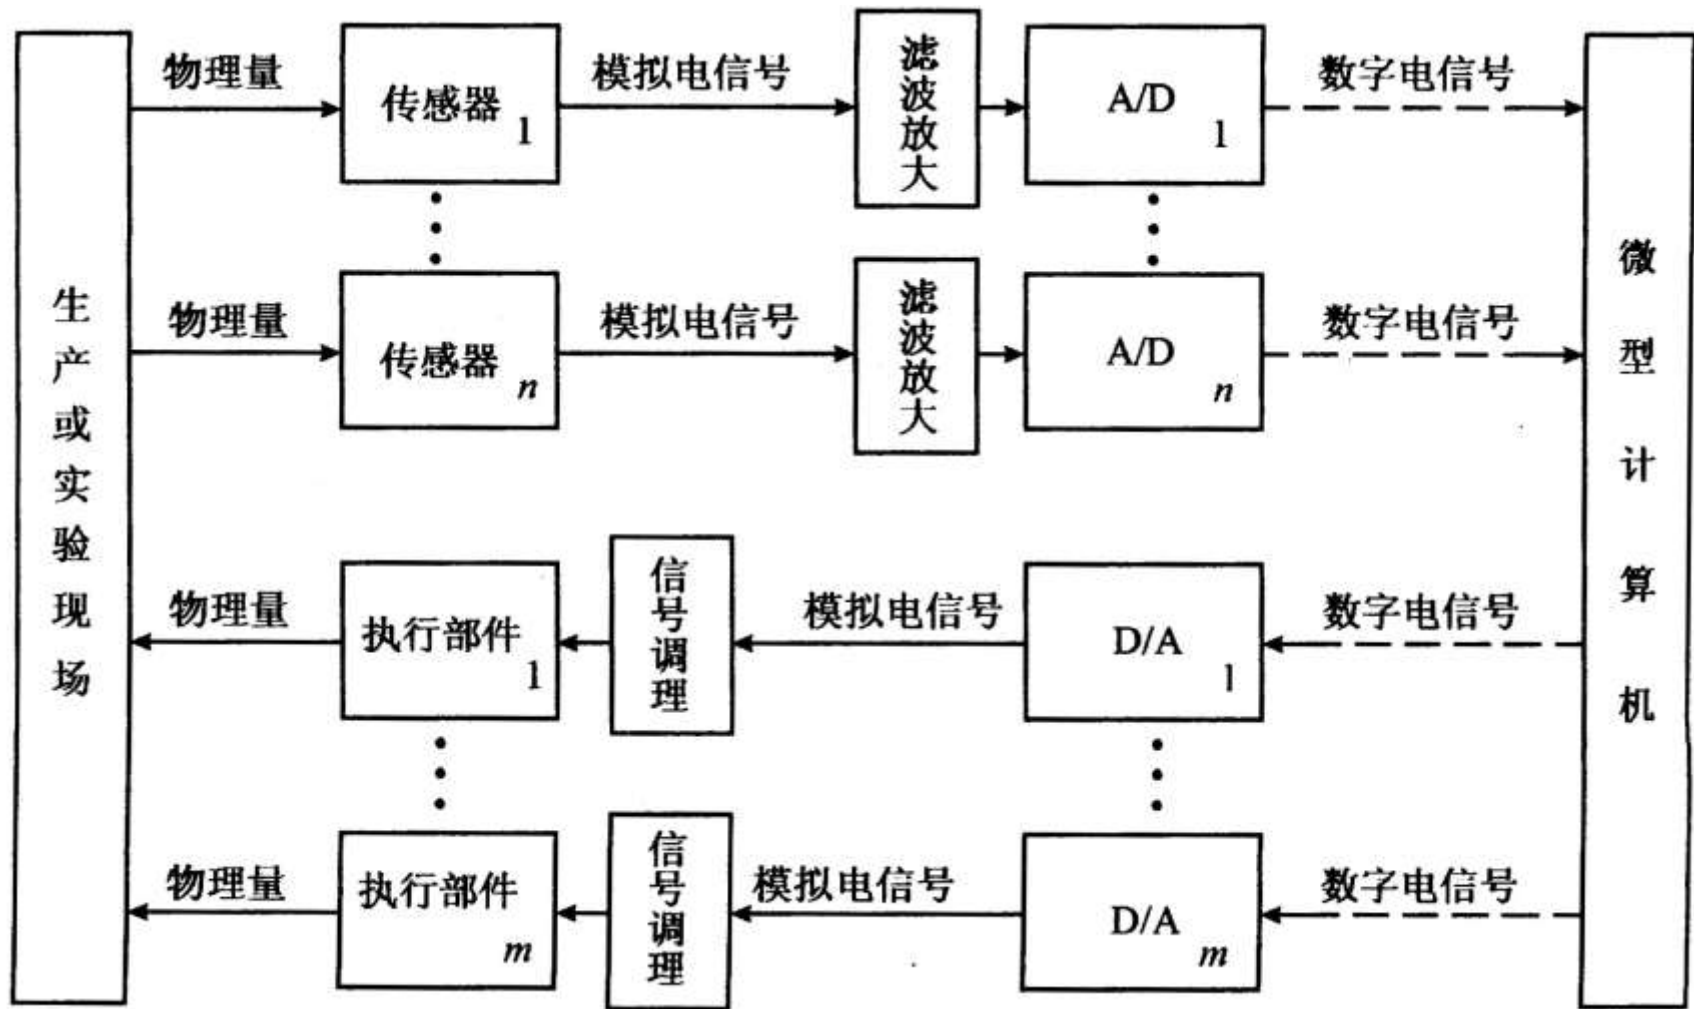 生产或实验现场
物理量
传感器 1
模拟电信号
滤波放大
A/D 1
数字电信号
微型计算机
物理量
传感器 n
模拟电信号
滤波放大
A/D n
数字电信号
物理量
执行部件 1
信号调理
模拟电信号
D/A 1
数字电信号
物理量
执行部件 m
信号调理
模拟电信号
D/A m
数字电信号